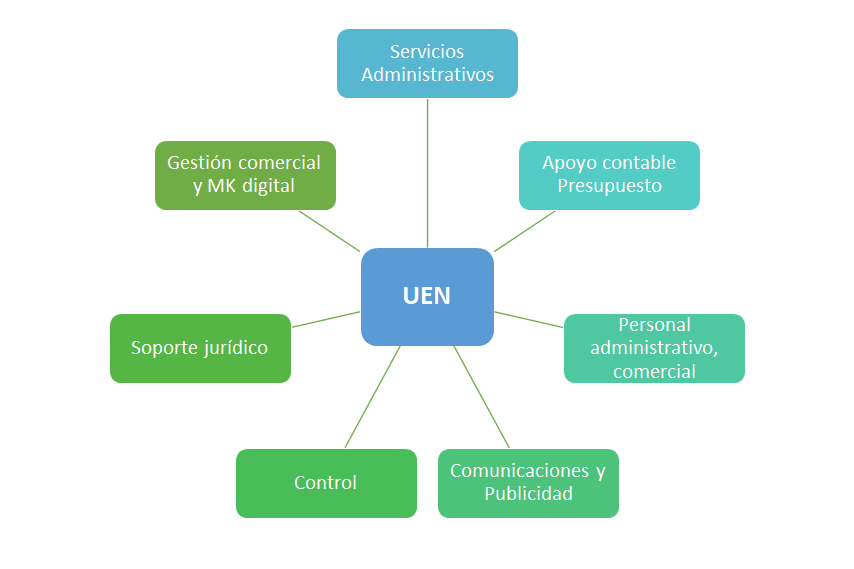 Servicios
Administrativos
Gestión comercial
y MK digital
Apoyo contable
Presupuesto
UEN
Soporte jurídico
Personal
administrativo,
comercial
Control
Comunicaciones y
Publicidad